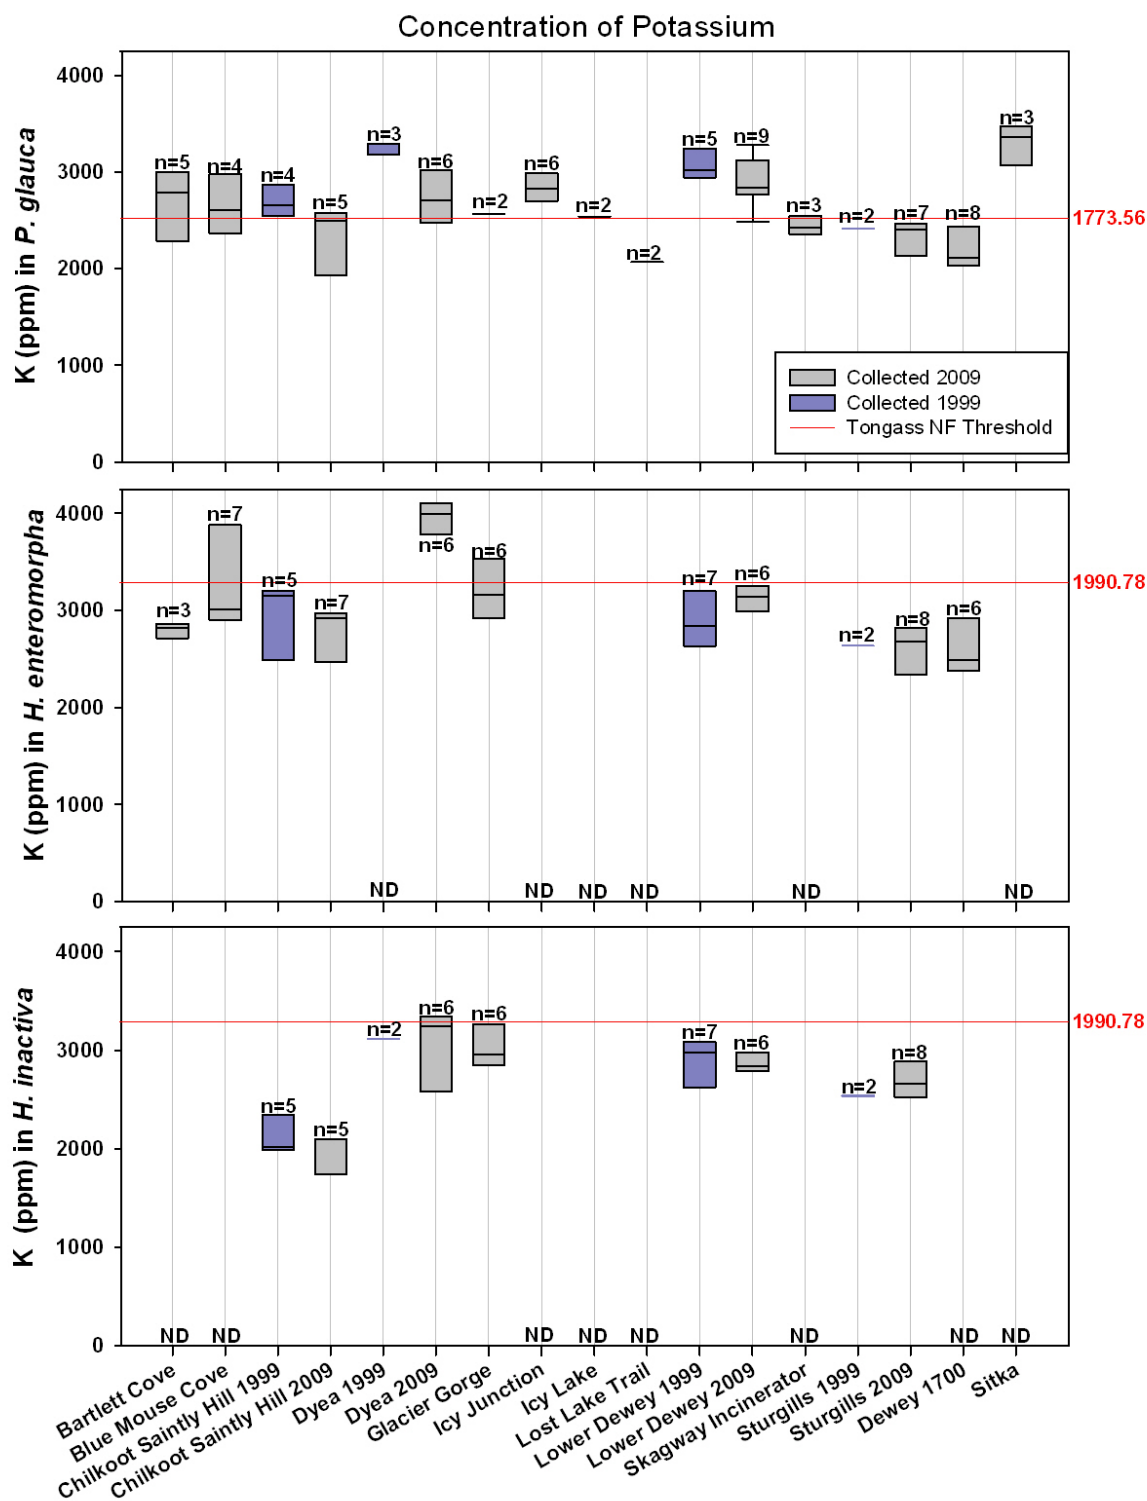 Concentration of Potassium
K (ppm) in P. glauca
4000
3000
2000
1000
0
n=5
n=4
n=4
n=5
n=3
n=6
n=2
n=6
n=2
n=2
n=5
n=9
n=3
n=2
n=7
n=8
n=3
1773.56
Collected 2009
Collected 1999
Tongass NF Threshold
K (ppm) in H. enteromorpha
4000
3000
2000
1000
0
n=3
n=7
n=5
n=7
ND
n=6
n=6
ND
ND
ND
n=7
n=6
ND
n=2
n=8
n=6
ND
1990.78
K (ppm) in H. inactiva
4000
3000
2000
1000
0
ND
ND
n=5
n=5
n=2
n=6
n=6
ND
ND
ND
n=7
n=6
ND
n=2
n=8
ND
ND
1990.78
Bartlett Cove
Blue Mouse Cove
Chilkoot Saintly Hill 1999
Chilkoot Saintly Hill 2009
Dyea 1999
Dyea 2009
Glacier Gorge
Icy Junction
Icy Lake
Lost Lake Trail
Lower Dewey 1999
Lower Dewey 2009
Skagway Incinerator
Sturgills 1999
Sturgills 2009
Dewey 1700
Sitka